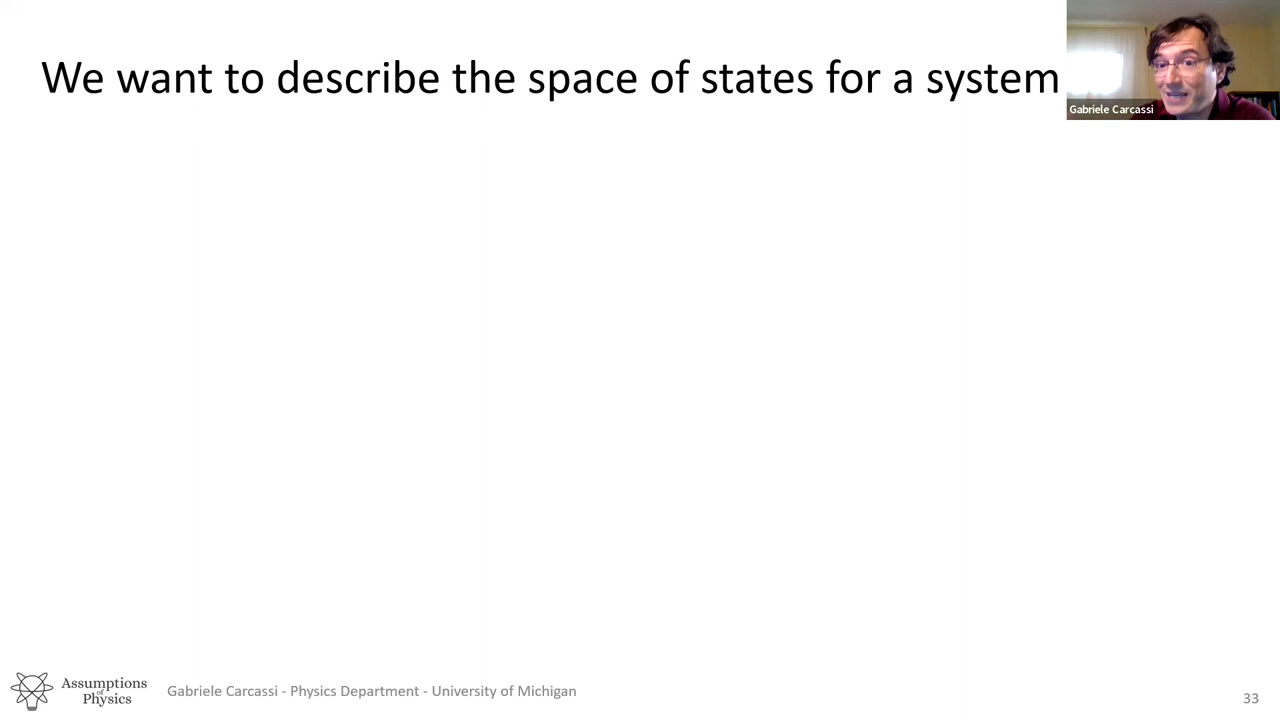 We want to describe the space of states for a system
Gabriele Carcassi
Assumptions
of
Physics
Gabriele Carcassi - Physics Department - University of Michigan
33